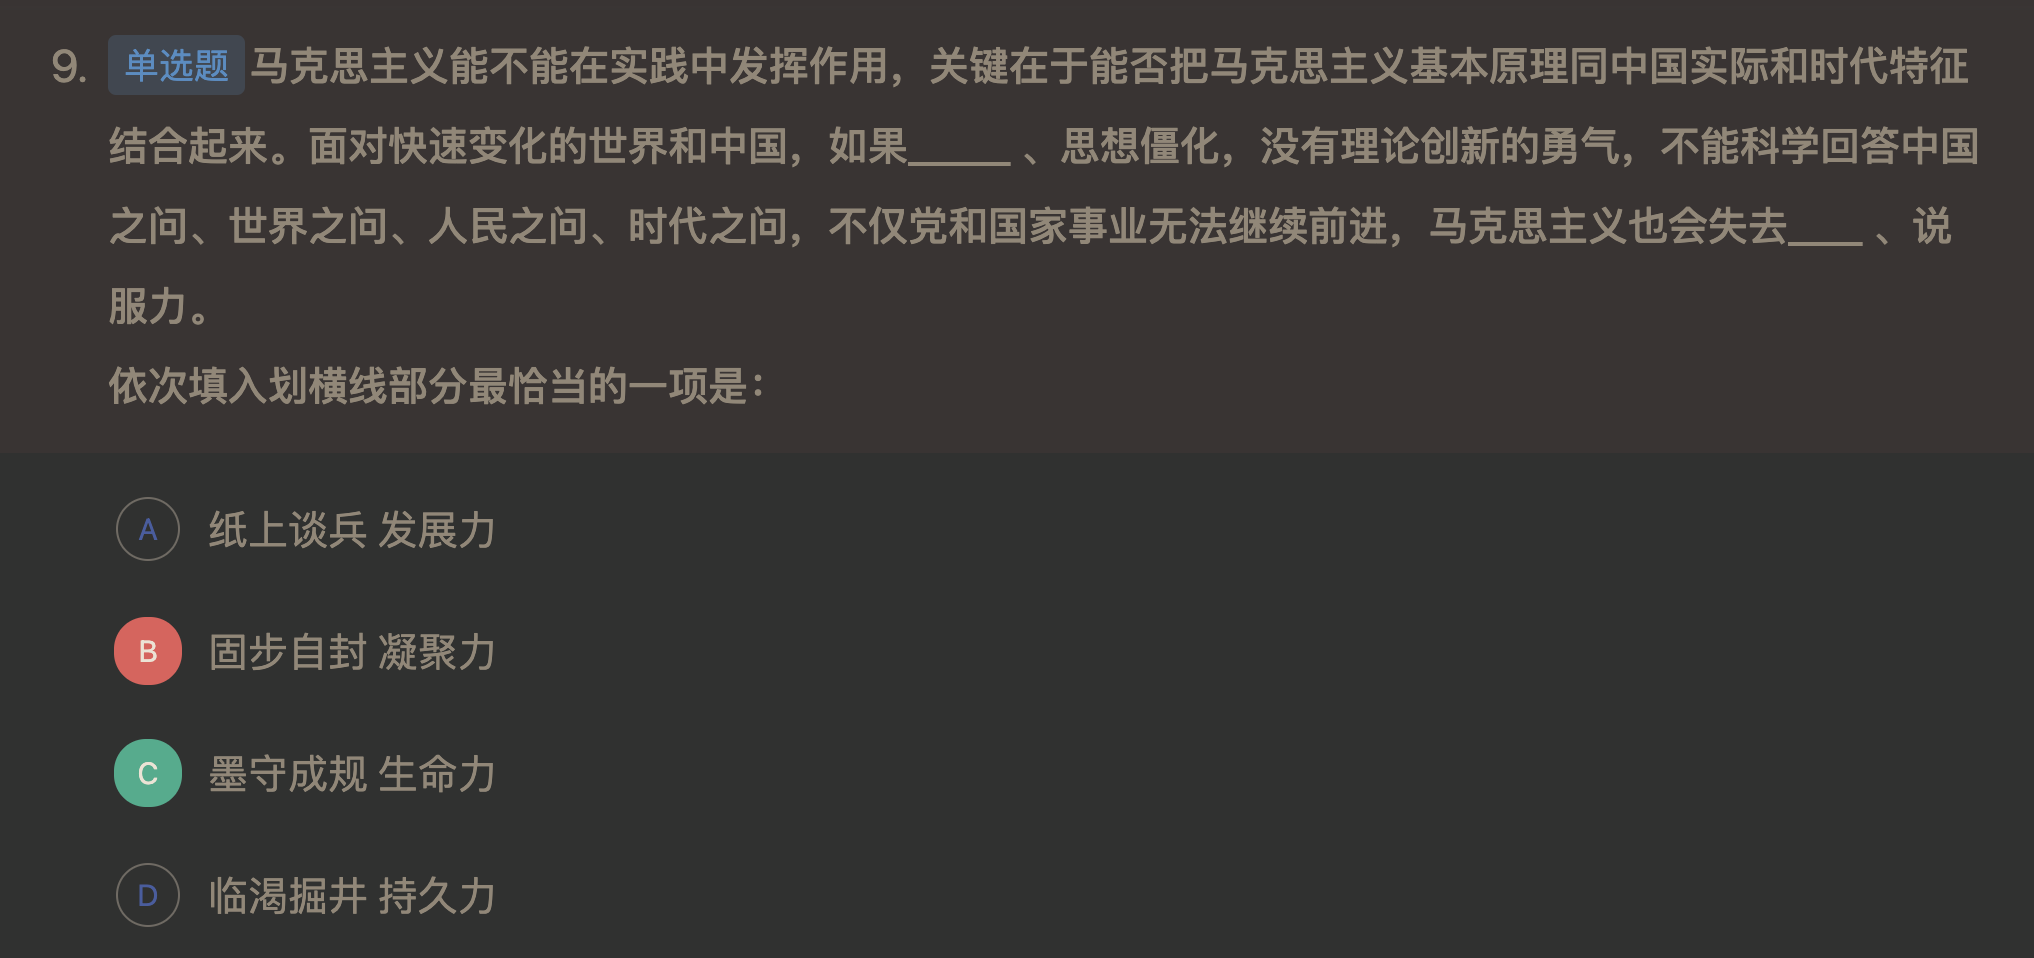 9. 单选题 马克思主义能不能在实践中发挥作用，关键在于能否把马克思主义基本原理同中国实际和时代特征
结合起来。面对快速变化的世界和中国，如果_____ 、思想僵化，没有理论创新的勇气，不能科学回答中国
之问、世界之问、人民之问、时代之问，不仅党和国家事业无法继续前进，马克思主义也会失去____ 、说
服力。
依次填入划横线部分最恰当的一项是：
A 纸上谈兵 发展力
B 固步自封 凝聚力
C 墨守成规 生命力
D 临渴掘井 持久力